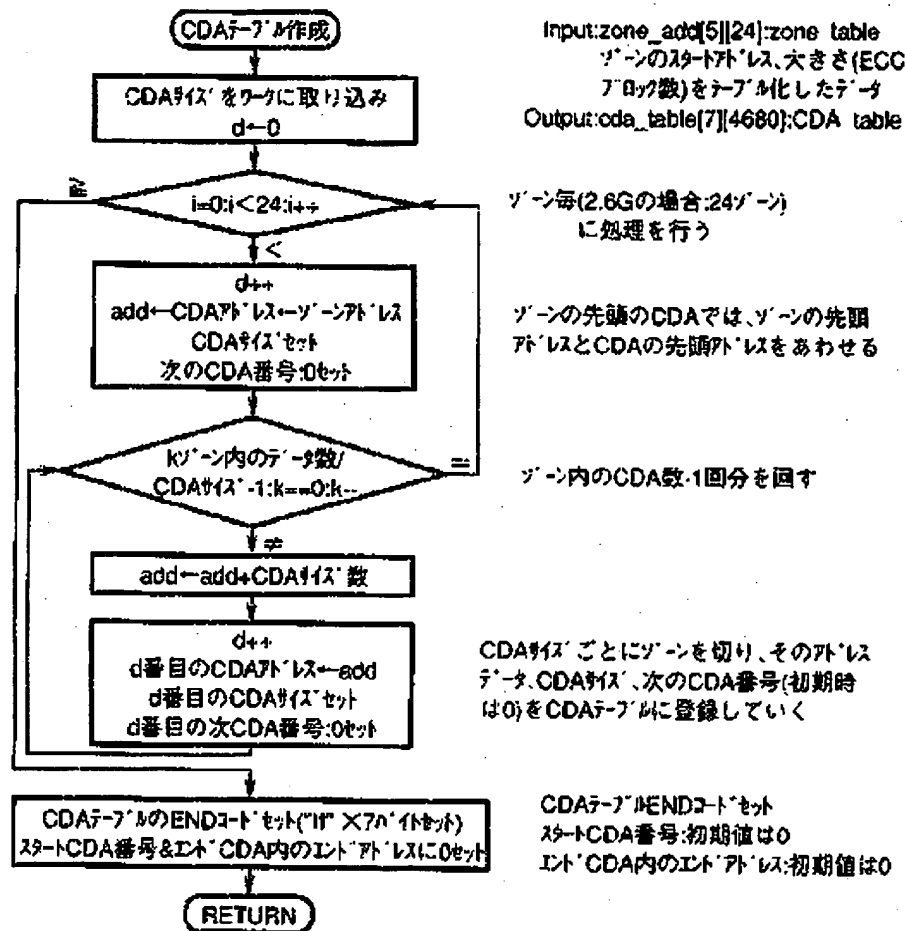 CDAﾃｰﾌﾞﾙ作成
Input:zone_add[5][24]:zone table
ｿﾞｰﾝのｽﾀｰﾄｱﾄﾞﾚｽ、大きさ(ECC
ﾌﾞﾛｯｸ数)をﾃｰﾌﾞﾙ化したﾃﾞｰﾀ
Output:cda_table[7][4680]:CDA table
CDAｻｲｽﾞをﾜｰｸに取り込み
d←0
≧
i=0:i<24:i++
ｿﾞｰﾝ毎(2.6Gの場合:24ｿﾞｰﾝ)
に処理を行う
<
d++
add←CDAｱﾄﾞﾚｽ←ｿﾞｰﾝｱﾄﾞﾚｽ
CDAｻｲｽﾞｾｯﾄ
次のCDA番号:0ｾｯﾄ
ｿﾞｰﾝの先頭のCDAでは、ｿﾞｰﾝの先頭
ｱﾄﾞﾚｽとCDAの先頭ｱﾄﾞﾚｽをあわせる
kｿﾞｰﾝ内のﾃﾞｰﾀ数/
CDAｻｲｽﾞ-1:k==0:k--
=
ｿﾞｰﾝ内のCDA数-1回分を回す
≠
add←add+CDAｻｲｽﾞ数
d++
d番目のCDAｱﾄﾞﾚｽ←add
d番目のCDAｻｲｽﾞｾｯﾄ
d番目の次CDA番号:0ｾｯﾄ
CDAｻｲｽﾞごとにｿﾞｰﾝを切り、そのｱﾄﾞﾚｽ
ﾃﾞｰﾀ、CDAｻｲｽﾞ、次のCDA番号(初期時
は0)をCDAﾃｰﾌﾞﾙに登録していく
CDAﾃｰﾌﾞﾙのENDｺｰﾄﾞｾｯﾄ("ff"×7ﾊﾞｲﾄｾｯﾄ)
ｽﾀｰﾄCDA番号&ｴﾝﾄﾞCDA内のｴﾝﾄﾞｱﾄﾞﾚｽに0ｾｯﾄ
CDAﾃｰﾌﾞﾙENDｺｰﾄﾞｾｯﾄ
ｽﾀｰﾄCDA番号:初期値は0
ｴﾝﾄﾞCDA内のｴﾝﾄﾞｱﾄﾞﾚｽ:初期値は0
RETURN